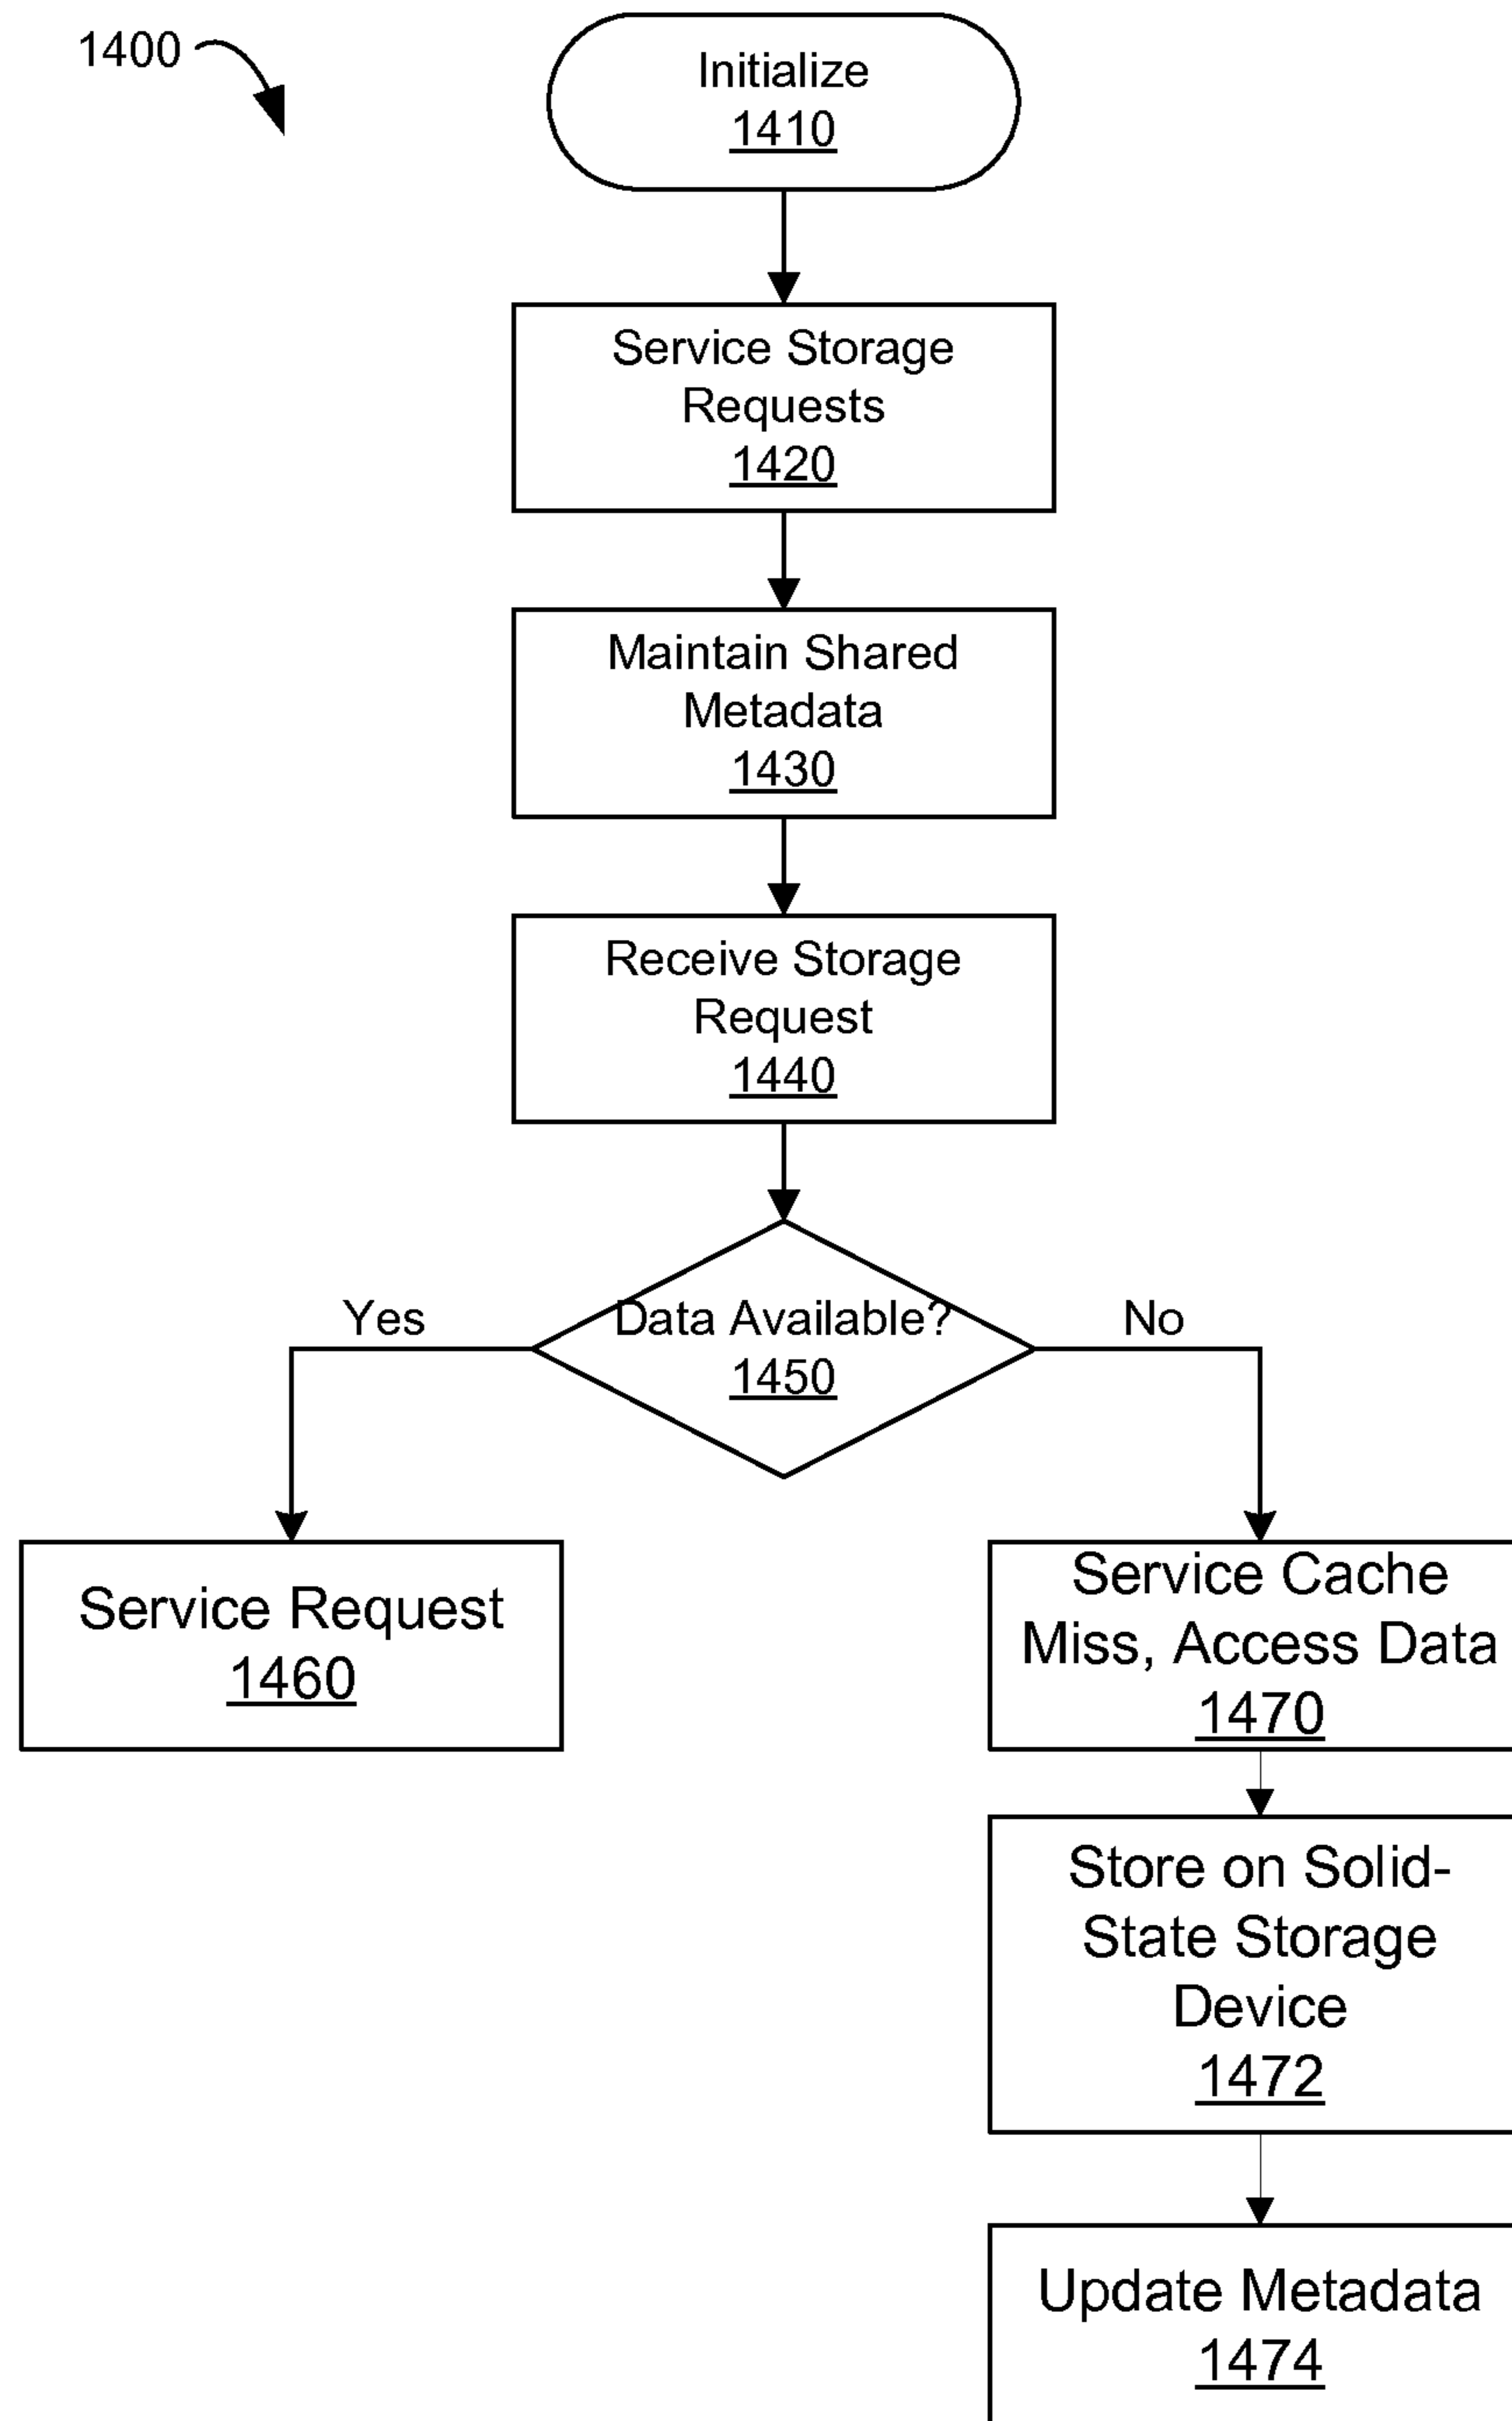 1400
Initialize
1410
Service Storage
Requests
1420
Maintain Shared
Metadata
1430
Receive Storage
Request
1440
Yes
Data Available?
1450
No
Service Request
1460
Service Cache
Miss, Access Data
1470
Store on Solid-
State Storage
Device
1472
Update Metadata
1474